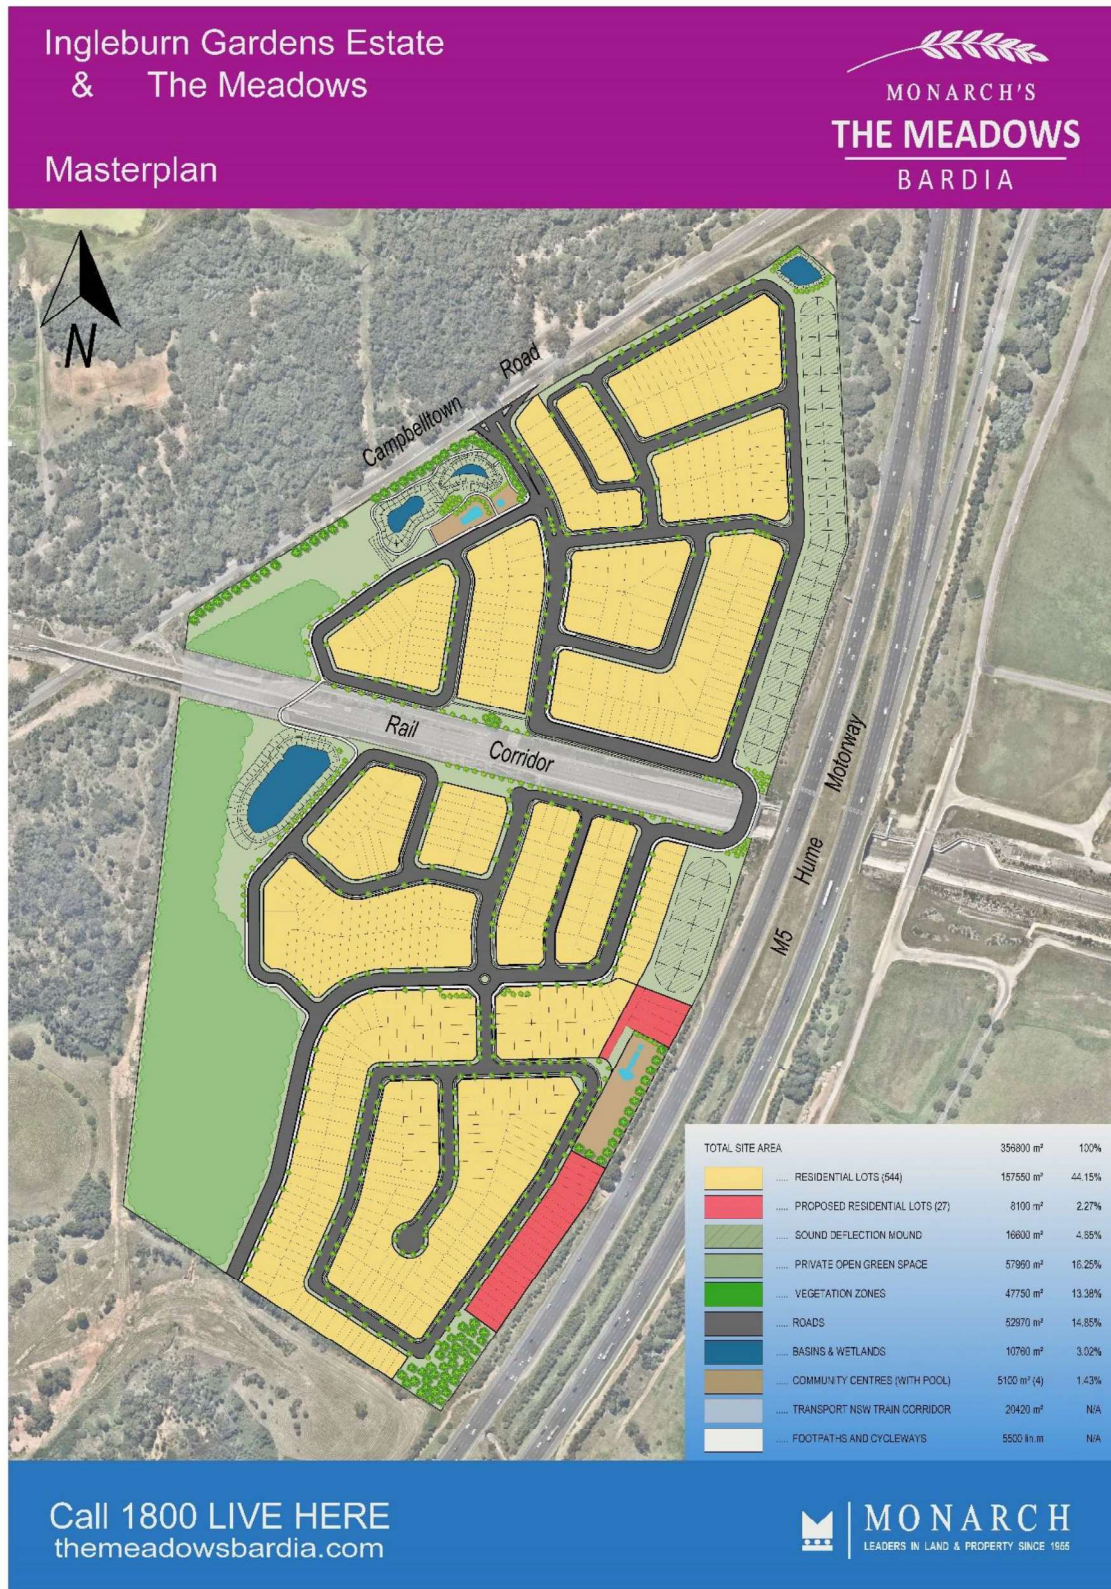 Ingleburn Gardens Estate
& The Meadows
Masterplan
MONARCH'S
THE MEADOWS
BARDIA
N
Campbelltown Road
Rail Corridor
M5 Hume Motorway
TOTAL SITE AREA 356800 m² 100%
..... RESIDENTIAL LOTS (544) 157550 m² 44.15%
..... PROPOSED RESIDENTIAL LOTS (27) 8100 m² 2.27%
..... SOUND DEFLECTION MOUND 16600 m² 4.65%
..... PRIVATE OPEN GREEN SPACE 57960 m² 16.25%
..... VEGETATION ZONES 47750 m² 13.38%
..... ROADS 52970 m² 14.85%
..... BASINS & WETLANDS 10760 m² 3.02%
..... COMMUNITY CENTRES (WITH POOL) 5100 m² (4) 1.43%
..... TRANSPORT NSW TRAIN CORRIDOR 20420 m² N/A
..... FOOTPATHS AND CYCLEWAYS 5500 lin.m N/A
Call 1800 LIVE HERE
themeadowsbardia.com
MONARCH
LEADERS IN LAND & PROPERTY SINCE 1955